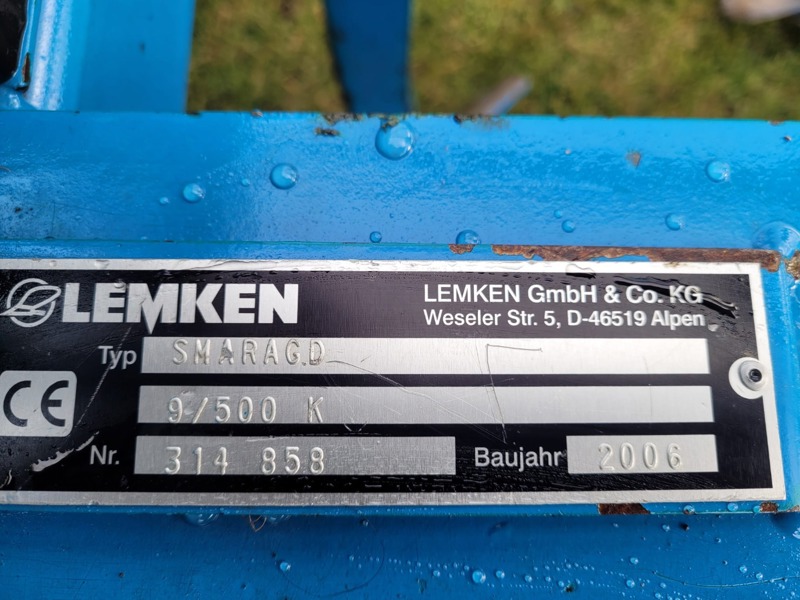 LEMKEN
LEMKEN GmbH & Co. KG
Weseler Str. 5, D-46519 Alpen
Typ SMARAGD
9/500 K
CE
Nr. 314 858 Baujahr 2006